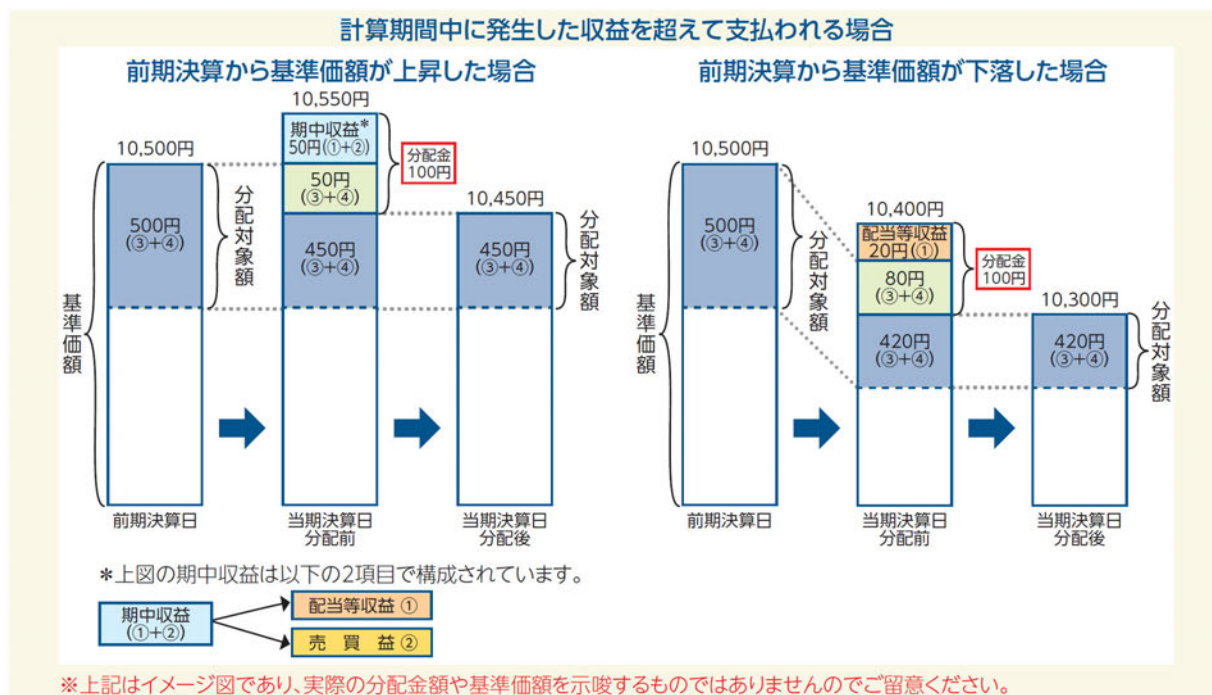 計算期間中に発生した収益を超えて支払われる場合
前期決算から基準価額が上昇した場合
10,500円
500円
(③+④)
分配対象額
基準価額
前期決算日
10,550円
期中収益*
50円(①+②)
50円
(③+④)
450円
(③+④)
分配金
100円
当期決算日
分配前
10,450円
450円
(③+④)
分配対象額
当期決算日
分配後
前期決算から基準価額が下落した場合
10,500円
500円
(③+④)
分配対象額
基準価額
前期決算日
10,400円
配当等収益
20円(①)
80円
(③+④)
420円
(③+④)
分配金
100円
当期決算日
分配前
10,300円
420円
(③+④)
分配対象額
当期決算日
分配後
*上図の期中収益は以下の2項目で構成されています。
期中収益
(①+②)
配当等収益 ①
売 買 益 ②
※上記はイメージ図であり、実際の分配金額や基準価額を示唆するものではありませんのでご留意ください。